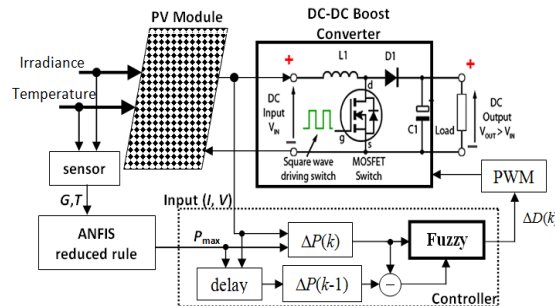 PV Module
DC-DC Boost
Converter
Irradiance
Temperature
+
L1
D1
+
d
DC
Input
V_IN
g
s
C1
Load
DC
Output
V_OUT > V_IN
Square wave
driving switch
MOSFET
Switch
sensor
G,T
Input (I, V)
PWM
ΔD(k)
ANFIS
reduced rule
P_max
ΔP(k)
Fuzzy
delay
ΔP(k-1)
−
Controller